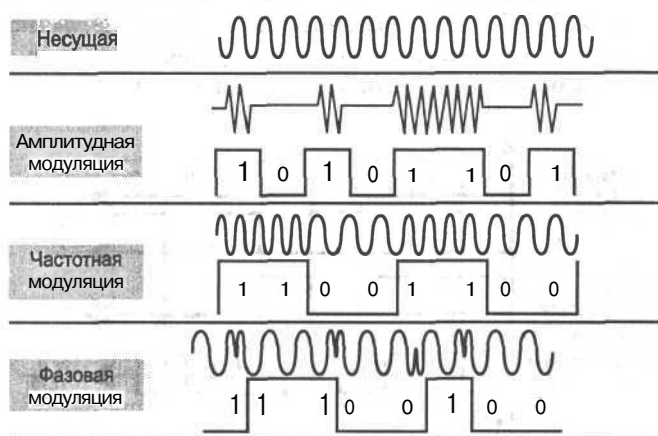 Несущая
Амплитудная
модуляция
1 0 1 0 1 1 0 1
Частотная
модуляция
1 1 0 0 1 1 0 0
Фазовая
модуляция
1 1 1 0 0 1 0 0